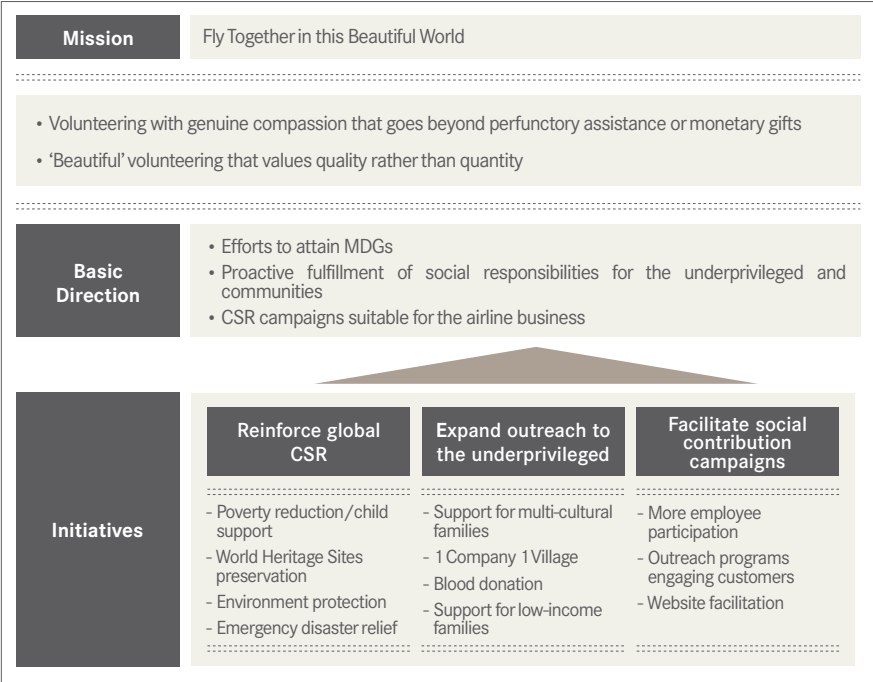 Mission
Fly Together in this Beautiful World
• Volunteering with genuine compassion that goes beyond perfunctory assistance or monetary gifts
• ‘Beautiful’ volunteering that values quality rather than quantity
Basic
Direction
• Efforts to attain MDGs
• Proactive fulfillment of social responsibilities for the underprivileged and
communities
• CSR campaigns suitable for the airline business
Initiatives
Reinforce global
CSR
- Poverty reduction/child
support
- World Heritage Sites
preservation
- Environment protection
- Emergency disaster relief
Expand outreach to
the underprivileged
- Support for multi-cultural
families
- 1 Company 1 Village
- Blood donation
- Support for low-income
families
Facilitate social
contribution
campaigns
- More employee
participation
- Outreach programs
engaging customers
- Website facilitation